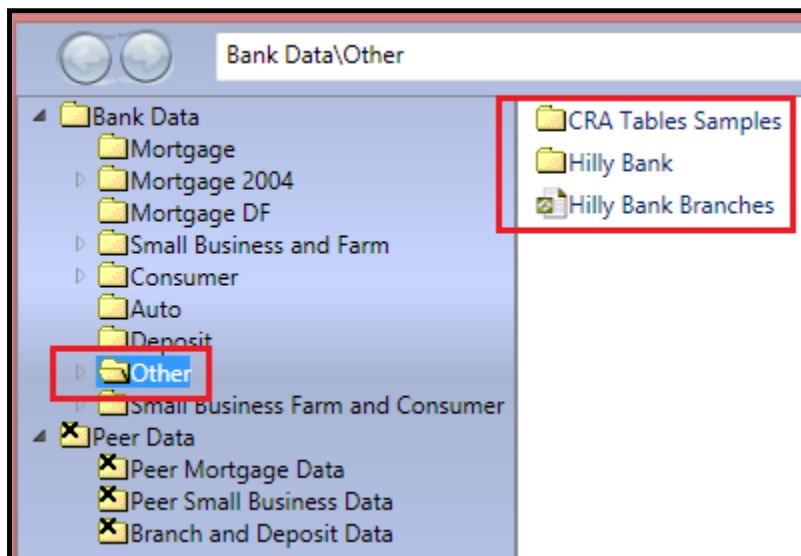 Bank Data\Other
Bank Data
Mortgage
Mortgage 2004
Mortgage DF
Small Business and Farm
Consumer
Auto
Deposit
Other
Small Business Farm and Consumer
Peer Data
Peer Mortgage Data
Peer Small Business Data
Branch and Deposit Data
CRA Tables Samples
Hilly Bank
Hilly Bank Branches